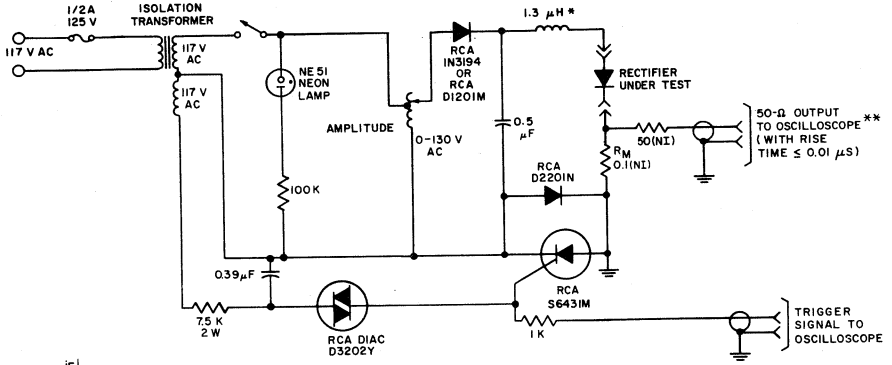 1/2A
125 V
ISOLATION
TRANSFORMER
117 V AC
117 V
AC
117 V
AC
NE 51
NEON
LAMP
100K
AMPLITUDE
0-130 V
AC
RCA
IN3194
OR
RCA
D1201M
1.3 μH *
0.5
μF
RECTIFIER
UNDER TEST
50(NI)
RM
0.1(NI)
50-Ω OUTPUT
TO OSCILLOSCOPE **
(WITH RISE
TIME ≤ 0.01 μS)
RCA
D2201N
0.39μF
7.5 K
2 W
RCA DIAC
D3202Y
RCA
S6431M
1 K
TRIGGER
SIGNAL TO
OSCILLOSCOPE